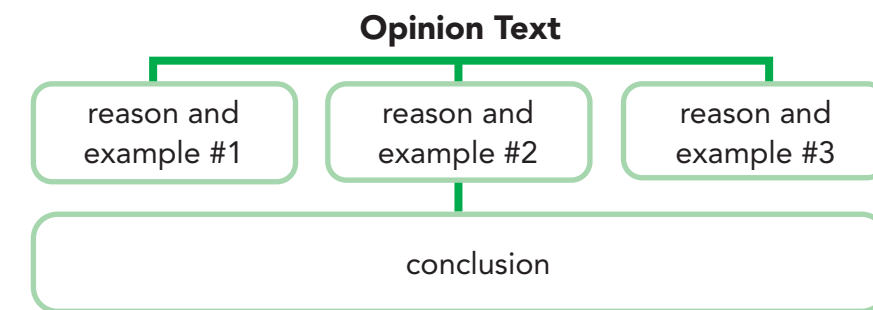 Opinion Text
reason and
example #1
reason and
example #2
reason and
example #3
conclusion